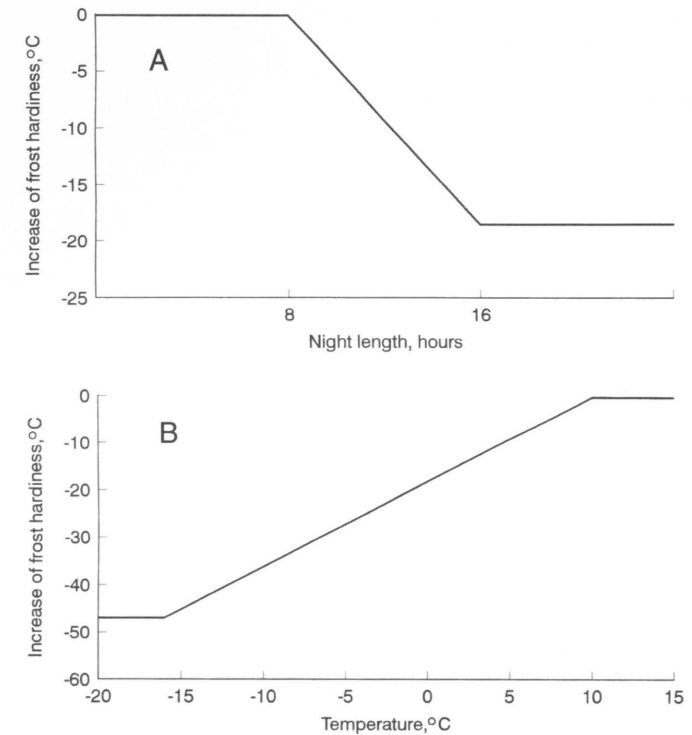 A
Increase of frost hardiness,°C
0
-5
-10
-15
-20
-25
8 16
Night length, hours
B
Increase of frost hardiness,°C
0
-10
-20
-30
-40
-50
-60
-20 -15 -10 -5 0 5 10 15
Temperature,°C